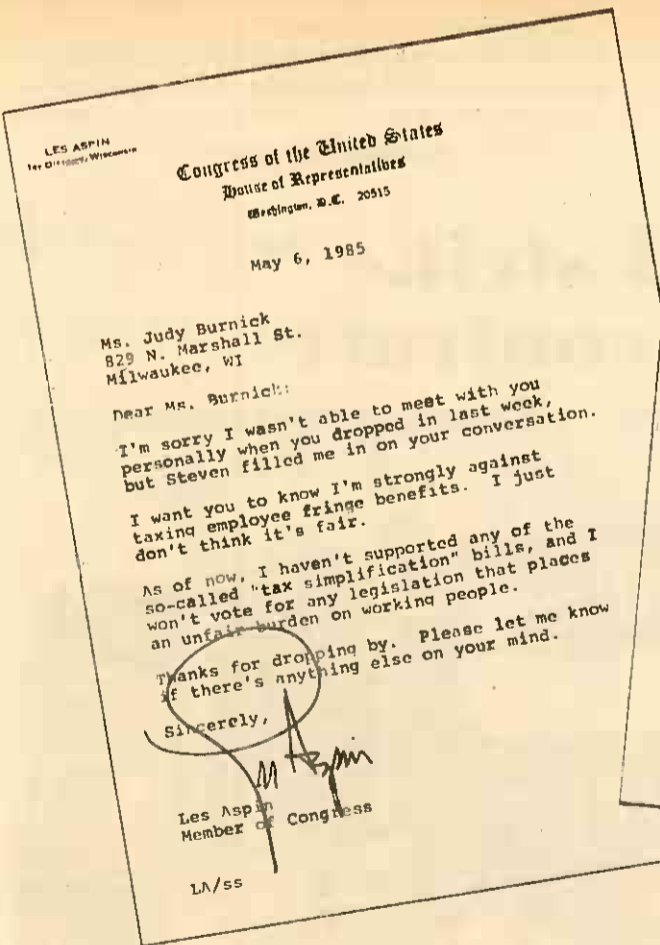 LES ASPIN
1ST DISTRICT, WISCONSIN
Congress of the United States
House of Representatives
Washington, D.C. 20515
May 6, 1985
Ms. Judy Burnick
829 N. Marshall St.
Milwaukee, WI
Dear Ms. Burnick:
I'm sorry I wasn't able to meet with you
personally when you dropped in last week,
but Steven filled me in on your conversation.
I want you to know I'm strongly against
taxing employee fringe benefits. I just
don't think it's fair.
As of now, I haven't supported any of the
so-called "tax simplification" bills, and I
won't vote for any legislation that places
an unfair burden on working people.
Thanks for dropping by. Please let me know
if there's anything else on your mind.
Sincerely,
Aspin
Les Aspin
Member of Congress
LA/ss